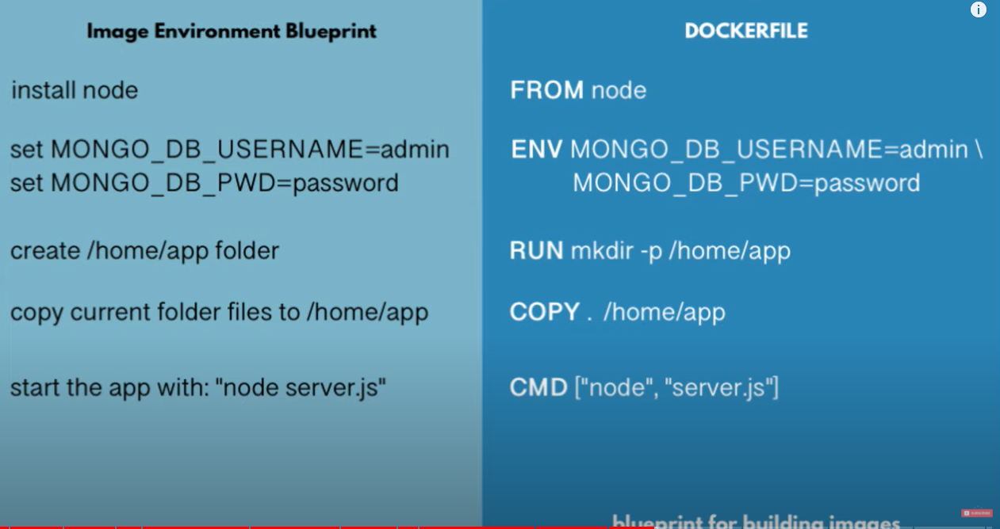 Image Environment Blueprint
install node
set MONGO_DB_USERNAME=admin
set MONGO_DB_PWD=password
create /home/app folder
copy current folder files to /home/app
start the app with: "node server.js"
DOCKERFILE
FROM node
ENV MONGO_DB_USERNAME=admin \
MONGO_DB_PWD=password
RUN mkdir -p /home/app
COPY . /home/app
CMD ["node", "server.js"]
blueprint for building images
SUBSCRIBE